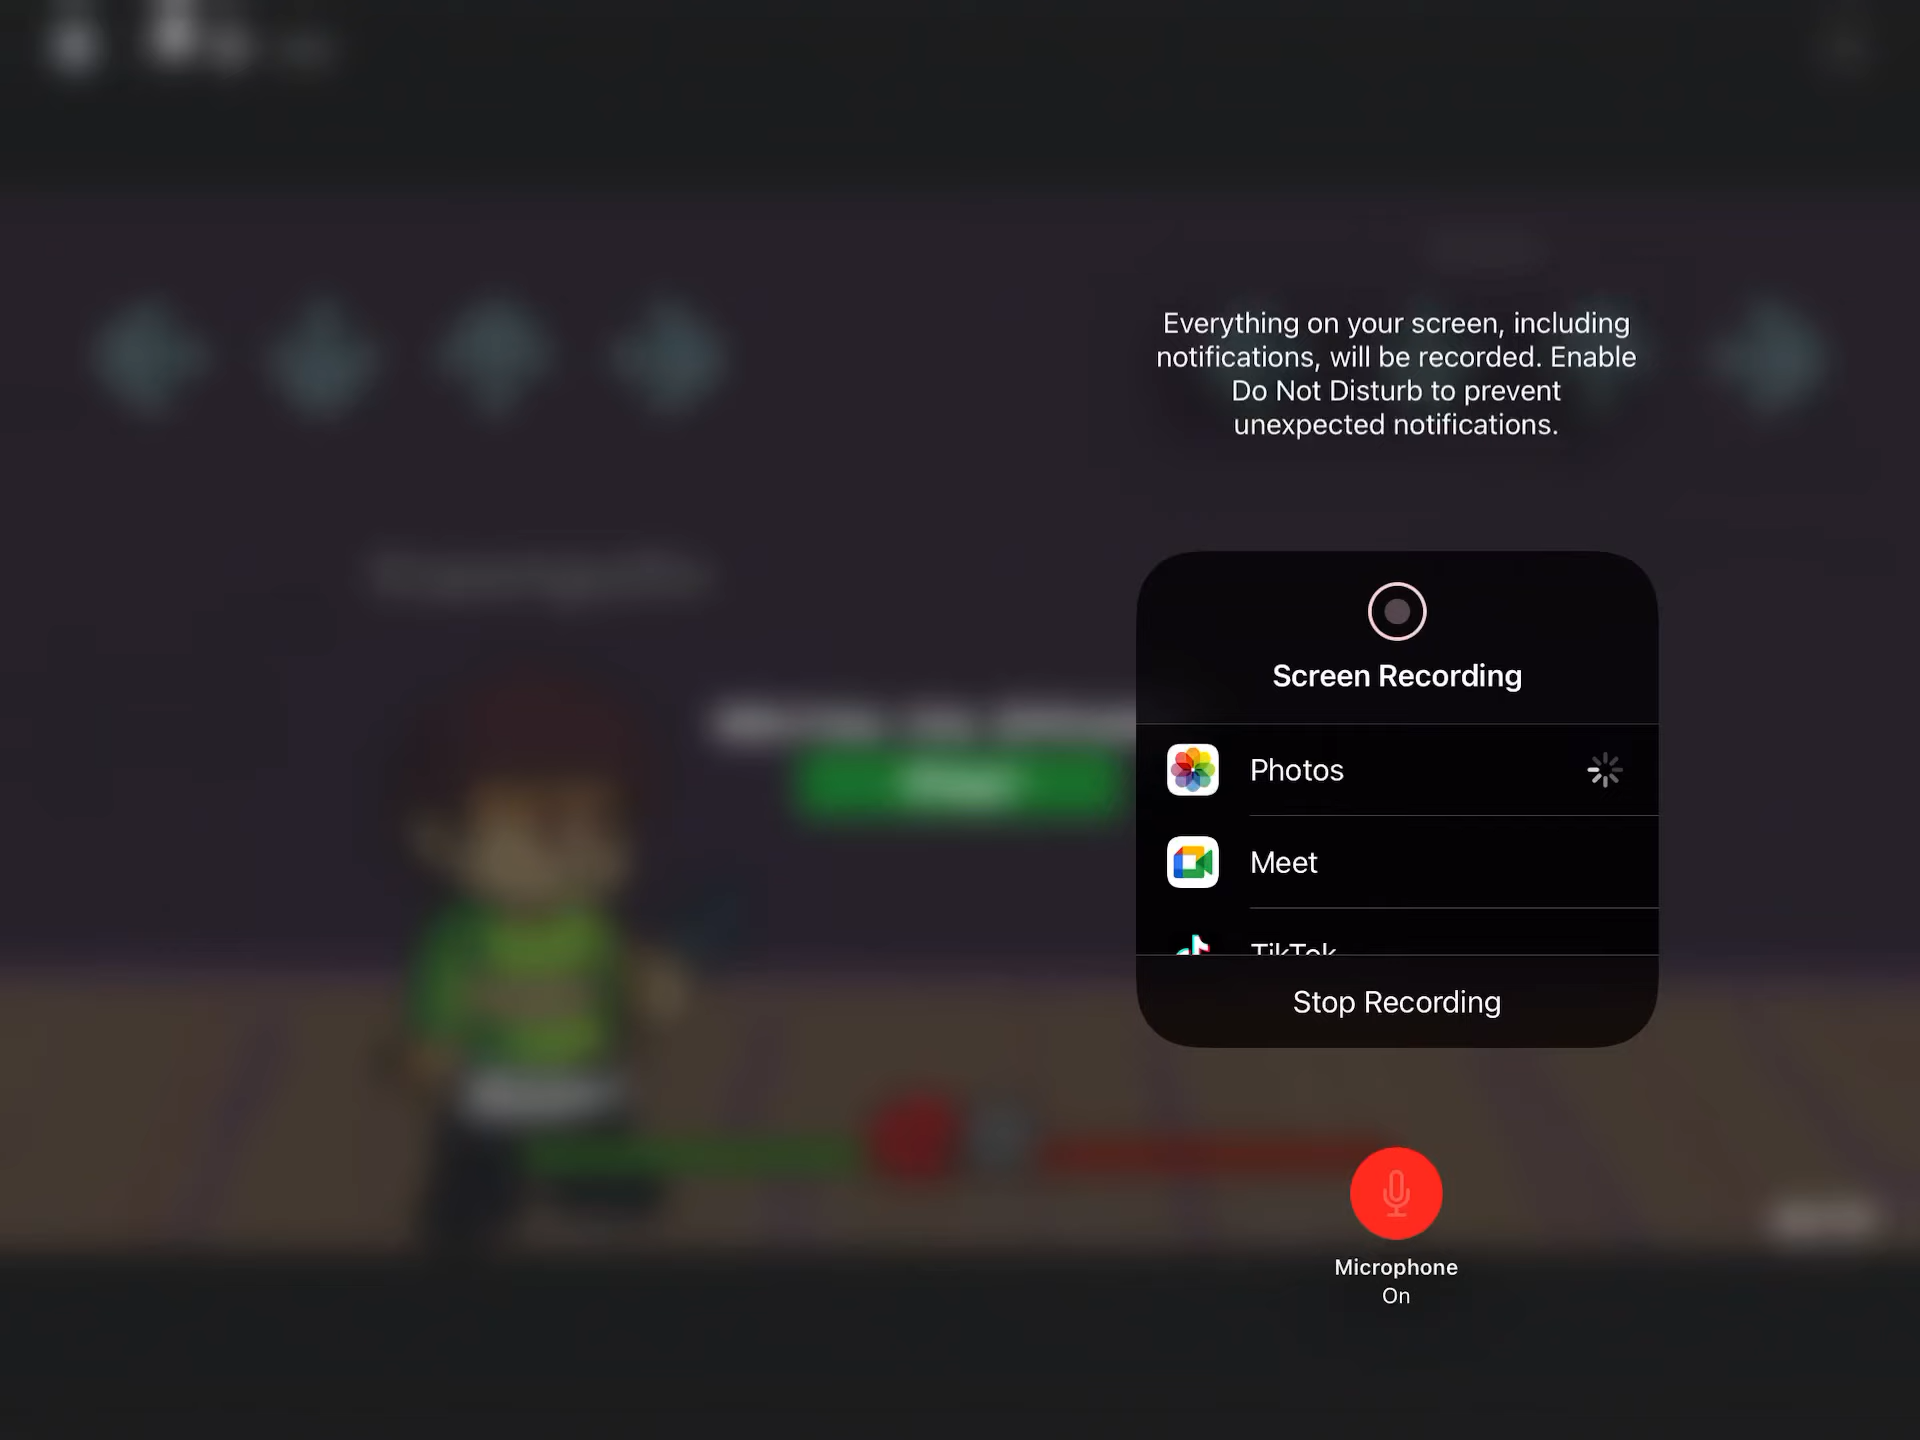 Everything on your screen, including
notifications, will be recorded. Enable
Do Not Disturb to prevent
unexpected notifications.
Screen Recording
Photos
Meet
TikTok
Stop Recording
Microphone
On